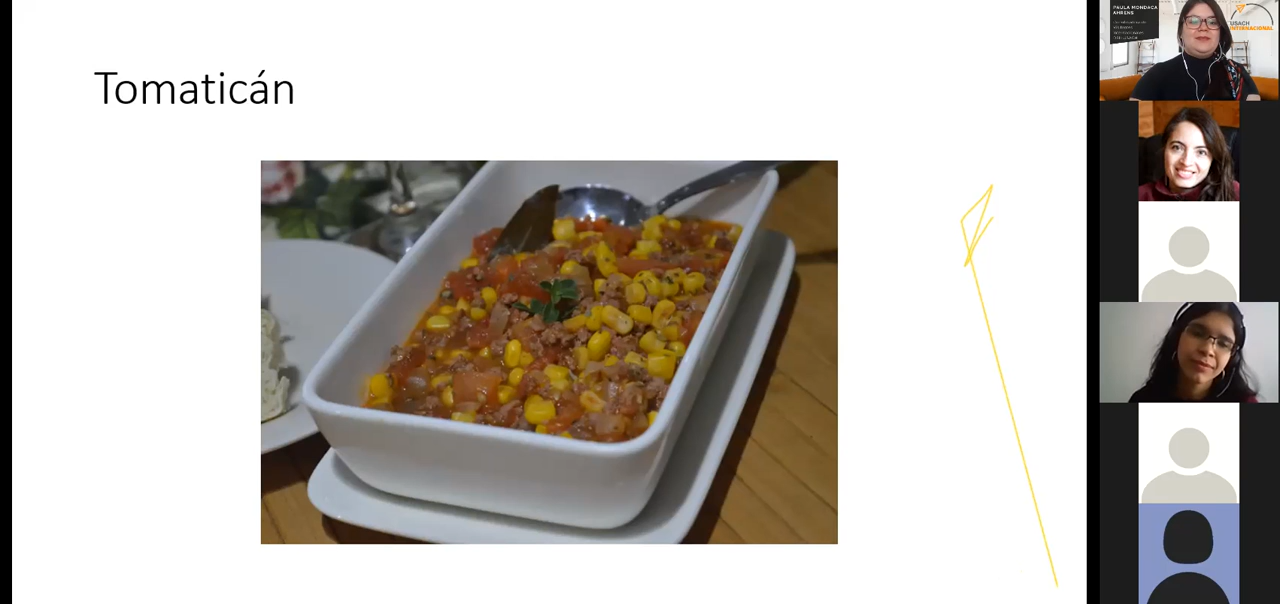 Tomaticán
PAULA MONDACA
AHRENS
USACH
INTERNACIONAL